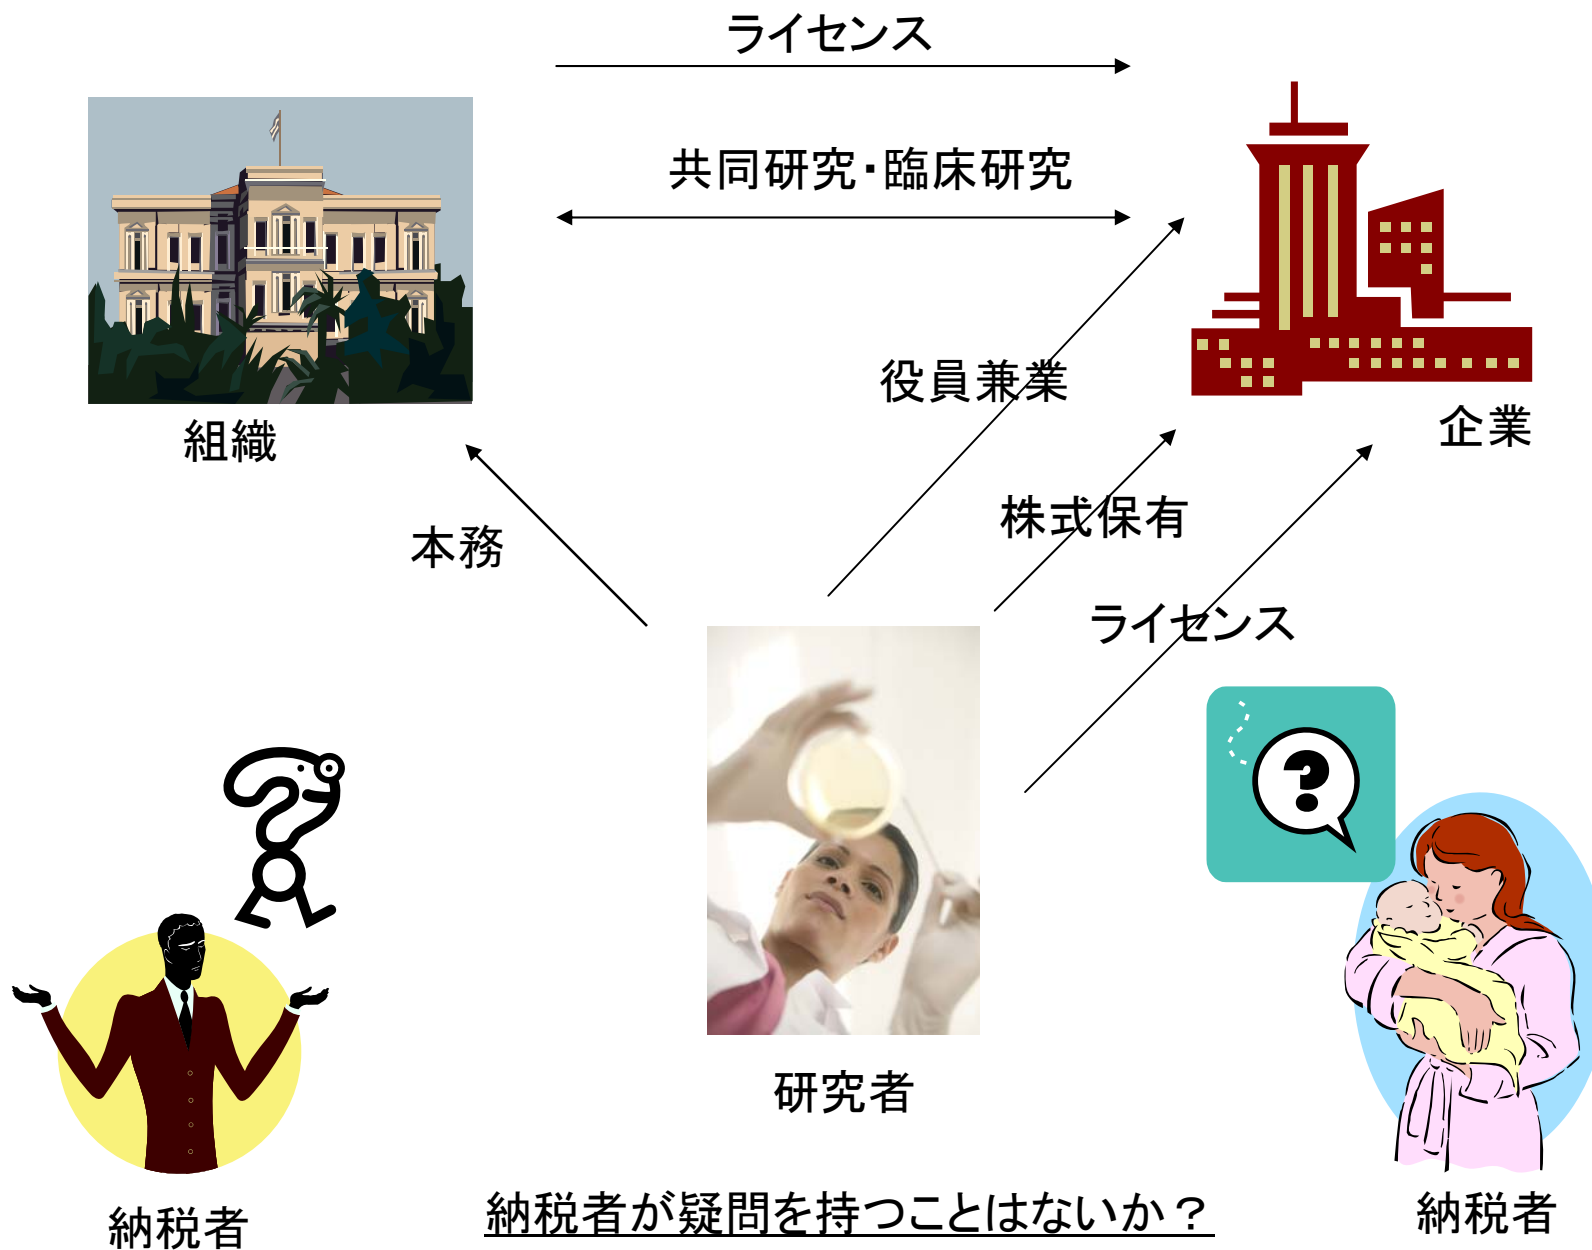 ライセンス
共同研究・臨床研究
役員兼業
組織
企業
株式保有
本務
ライセンス
研究者
納税者
納税者が疑問を持つことはないか？
納税者